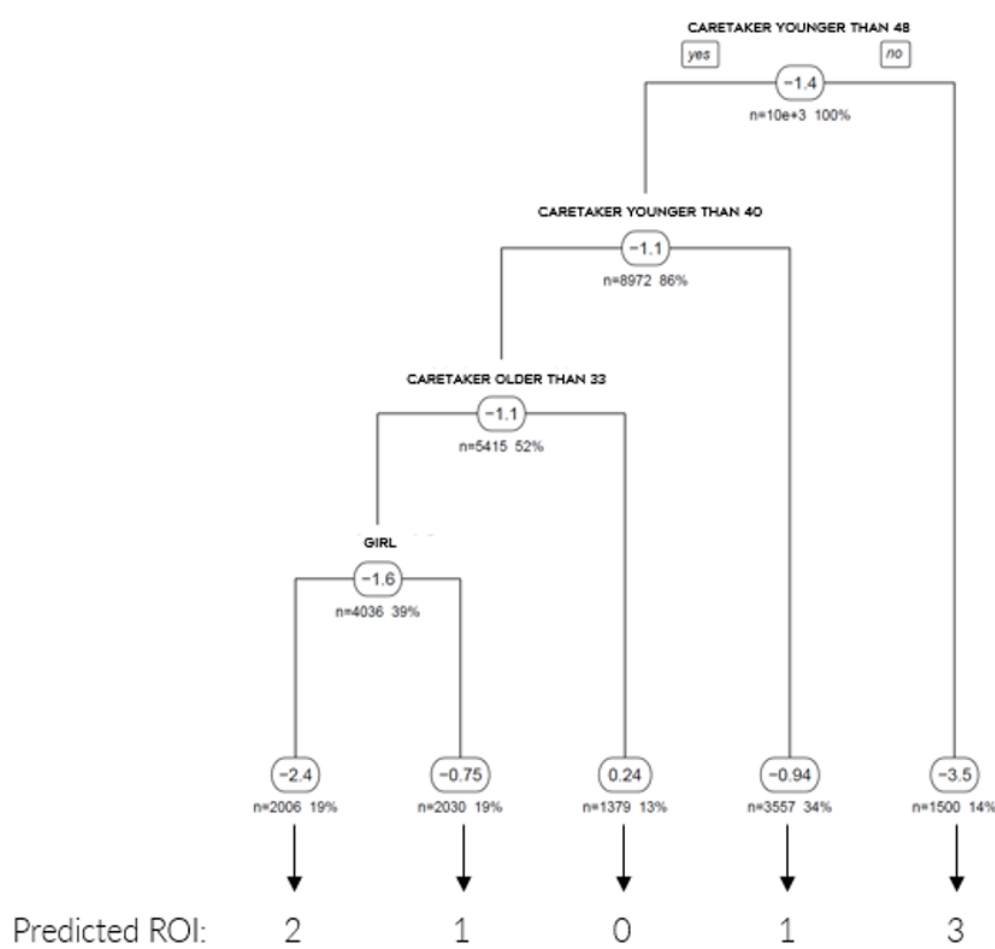 CARETAKER YOUNGER THAN 48
yes
no
−1.4
n=10e+3 100%
CARETAKER YOUNGER THAN 40
−1.1
n=8972 86%
CARETAKER OLDER THAN 33
−1.1
n=5415 52%
GIRL
−1.6
n=4036 39%
−2.4 −0.75 0.24 −0.94 −3.5
n=2006 19% n=2030 19% n=1379 13% n=3557 34% n=1500 14%
Predicted ROI: 2 1 0 1 3